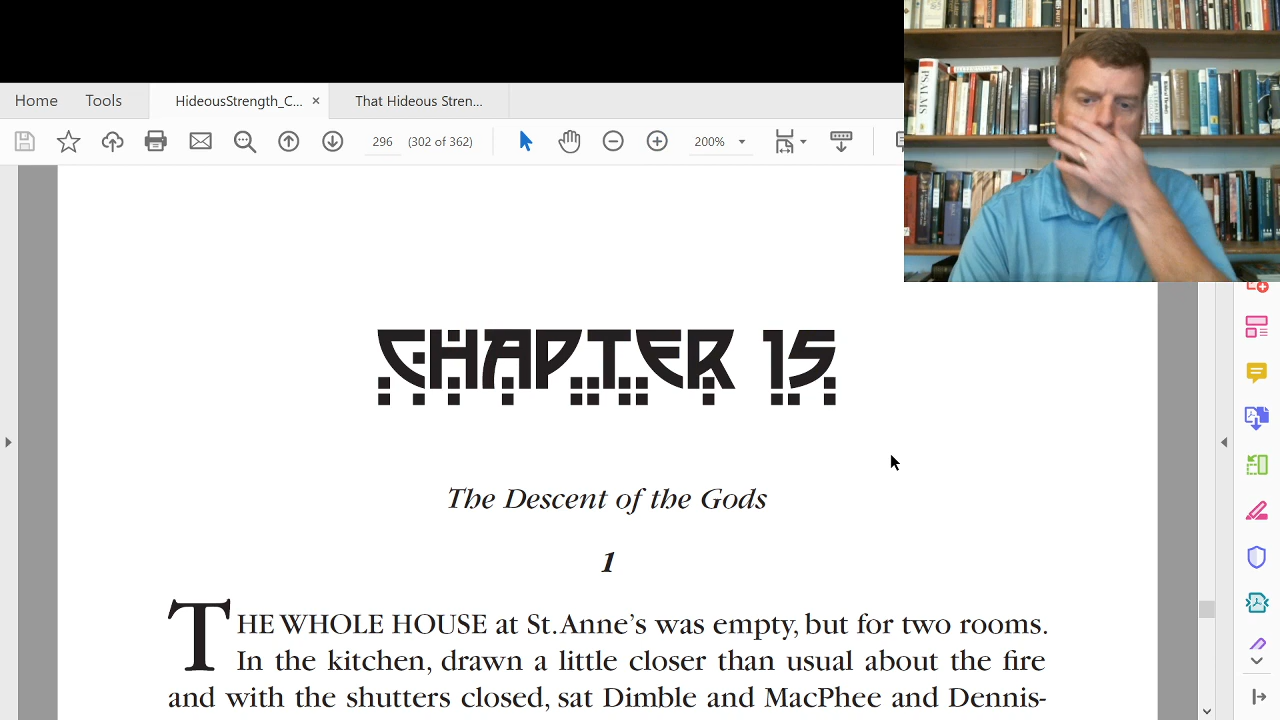 Home
Tools
HideousStrength_C...
That Hideous Stren...
296
(302 of 362)
200%
PSALMS
CHAPTER 15
The Descent of the Gods
1
THE WHOLE HOUSE at St. Anne's was empty, but for two rooms.
In the kitchen, drawn a little closer than usual about the fire
and with the shutters closed, sat Dimble and MacPhee and Dennis-